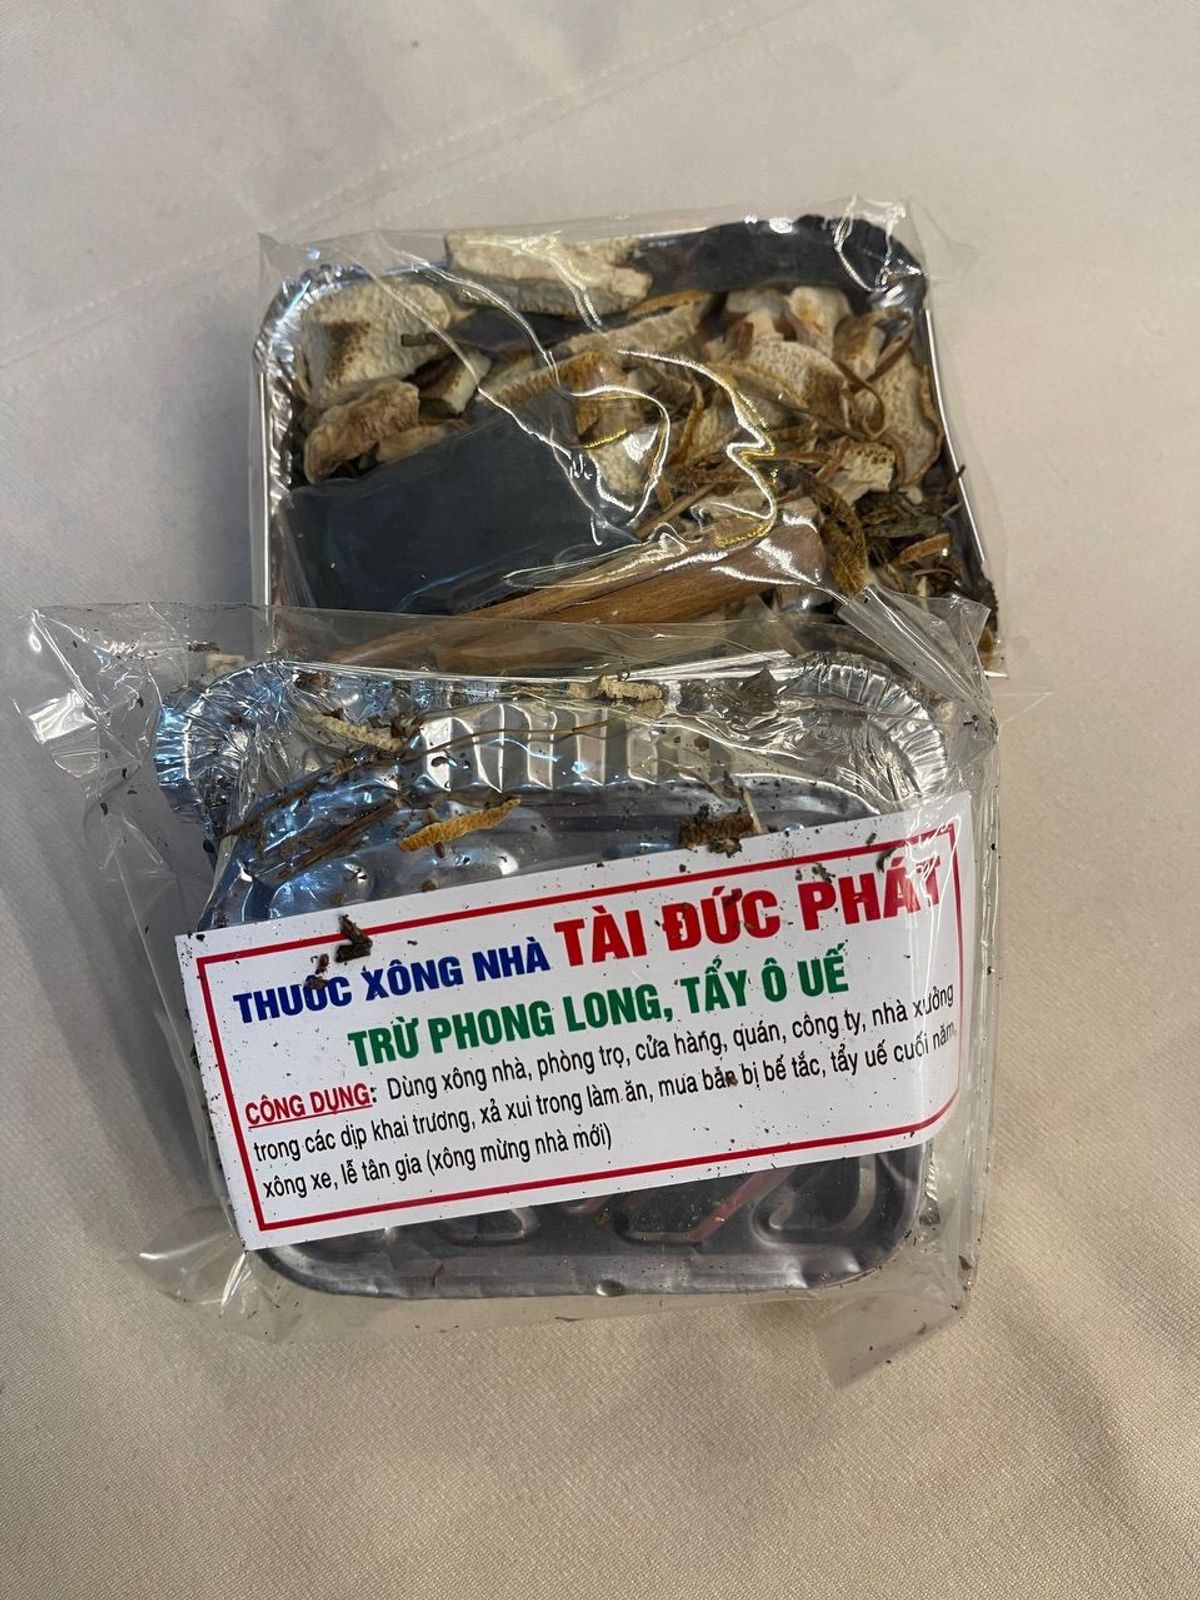 THUỐC XÔNG NHÀ TÀI ĐỨC PHÁT
TRỪ PHONG LONG, TẨY Ô UẾ
CÔNG DỤNG: Dùng xông nhà, phòng trọ, cửa hàng, quán, công ty, nhà xưởng
trong các dịp khai trương, xả xui trong làm ăn, mua bán bị bế tắc, tẩy uế cuối năm,
xông xe, lễ tân gia (xông mừng nhà mới)